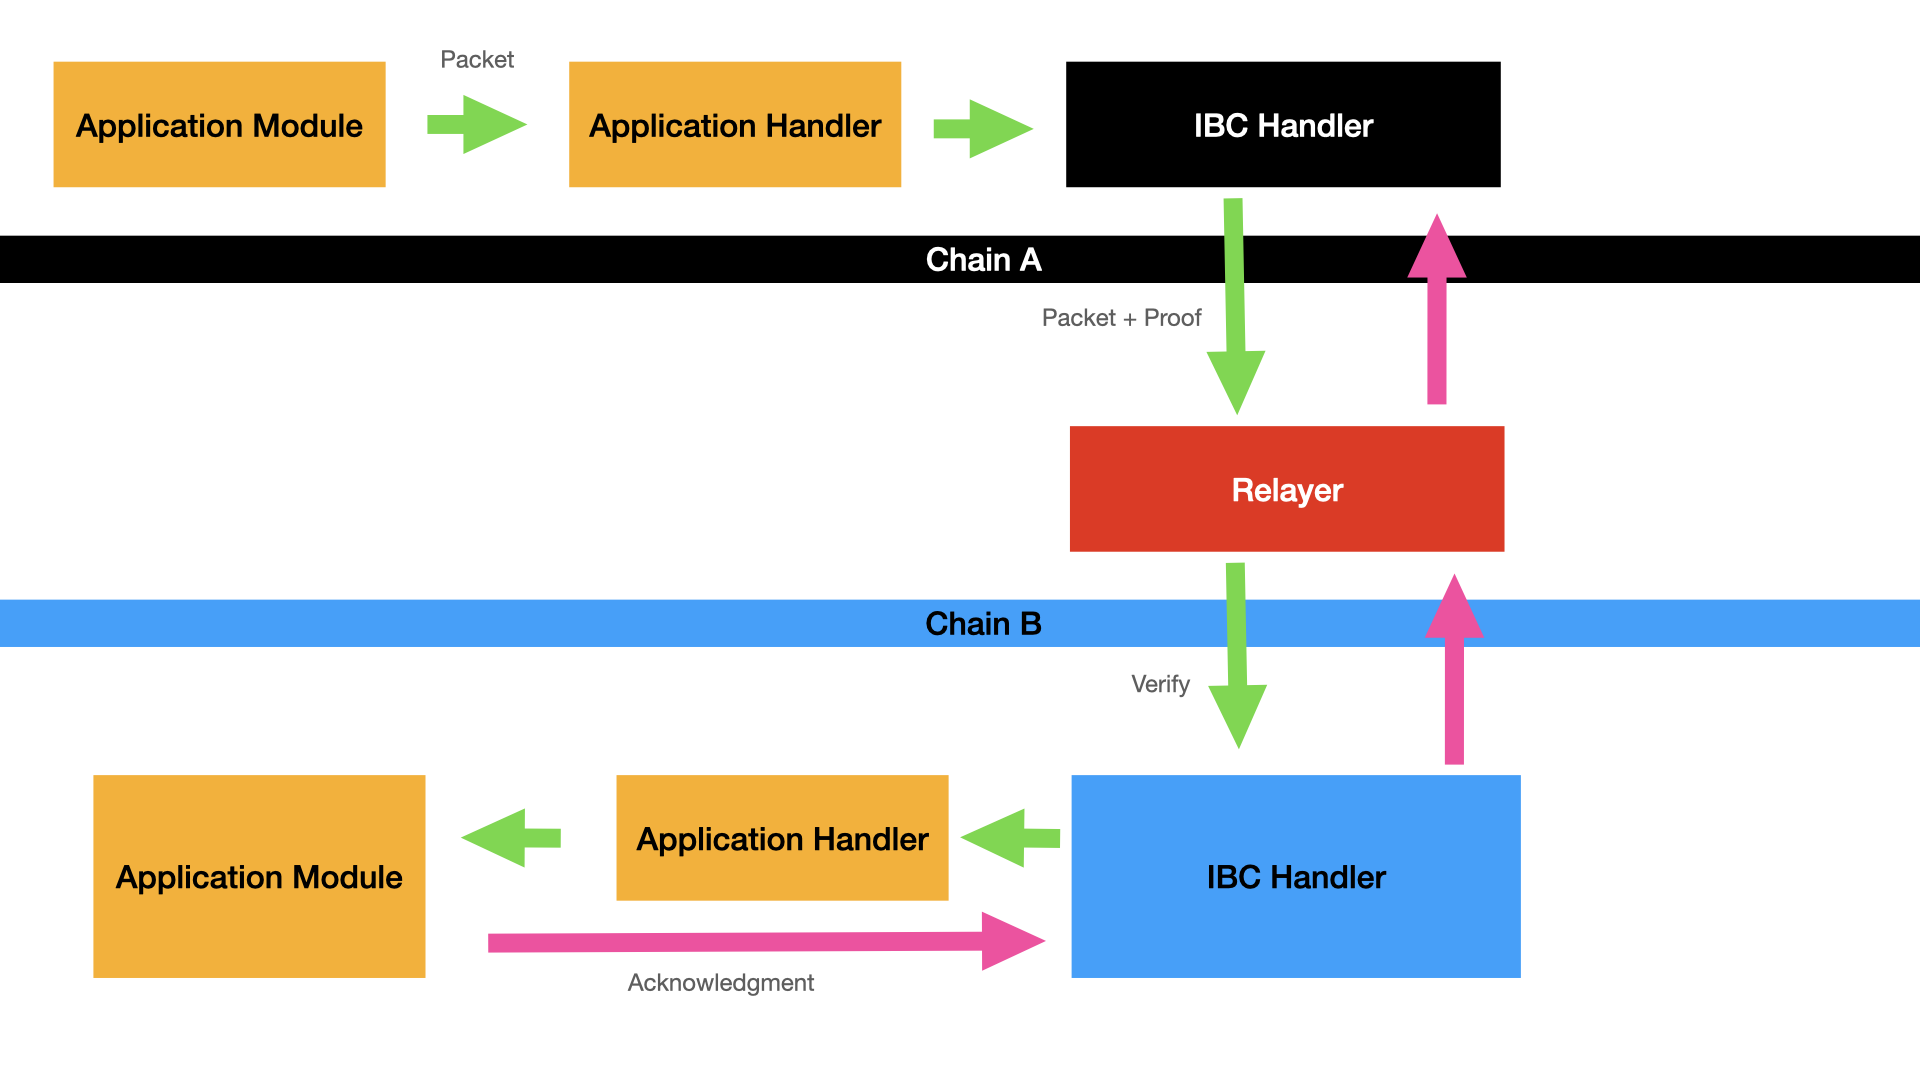 Packet
Application Module
Application Handler
IBC Handler
Chain A
Packet + Proof
Relayer
Chain B
Verify
Application Module
Application Handler
IBC Handler
Acknowledgment